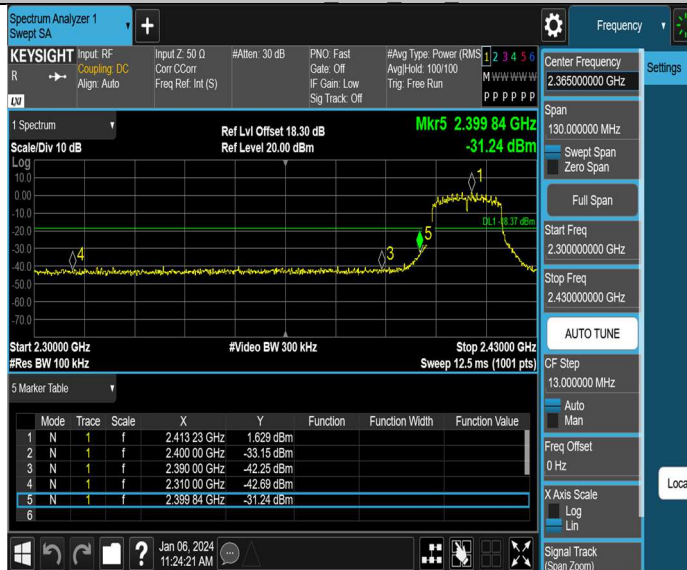 Spectrum Analyzer 1
Swept SA
+
Frequency
KEYSIGHT
R
LXI
Input: RF
Coupling: DC
Align: Auto
Input Z: 50 Ω
Corr CCorr
Freq Ref: Int (S)
#Atten: 30 dB
PNO: Fast
Gate: Off
IF Gain: Low
Sig Track: Off
#Avg Type: Power (RMS
Avg|Hold: 100/100
Trig: Free Run
1 2 3 4 5 6
M W W W W W
P P P P P P
1 Spectrum
Scale/Div 10 dB
Ref Lvl Offset 18.30 dB
Ref Level 20.00 dBm
Mkr5 2.399 84 GHz
-31.24 dBm
Log
10.0
0.00
-10.0
-20.0
-30.0
-40.0
-50.0
-60.0
-70.0
1
DL1 -18.37 dBm
5
4
3
Start 2.30000 GHz
#Video BW 300 kHz
Stop 2.43000 GHz
#Res BW 100 kHz
Sweep 12.5 ms (1001 pts)
5 Marker Table
Mode Trace Scale X Y Function Function Width Function Value
1 N 1 f 2.413 23 GHz 1.629 dBm
2 N 1 f 2.400 00 GHz -33.15 dBm
3 N 1 f 2.390 00 GHz -42.25 dBm
4 N 1 f 2.310 00 GHz -42.69 dBm
5 N 1 f 2.399 84 GHz -31.24 dBm
6
?
Jan 06, 2024
11:24:21 AM
Center Frequency
2.365000000 GHz
Settings
Span
130.000000 MHz
Swept Span
Zero Span
Full Span
Start Freq
2.300000000 GHz
Stop Freq
2.430000000 GHz
AUTO TUNE
CF Step
13.000000 MHz
Auto
Man
Freq Offset
0 Hz
Loca
X Axis Scale
Log
Lin
Signal Track
(Span Zoom)